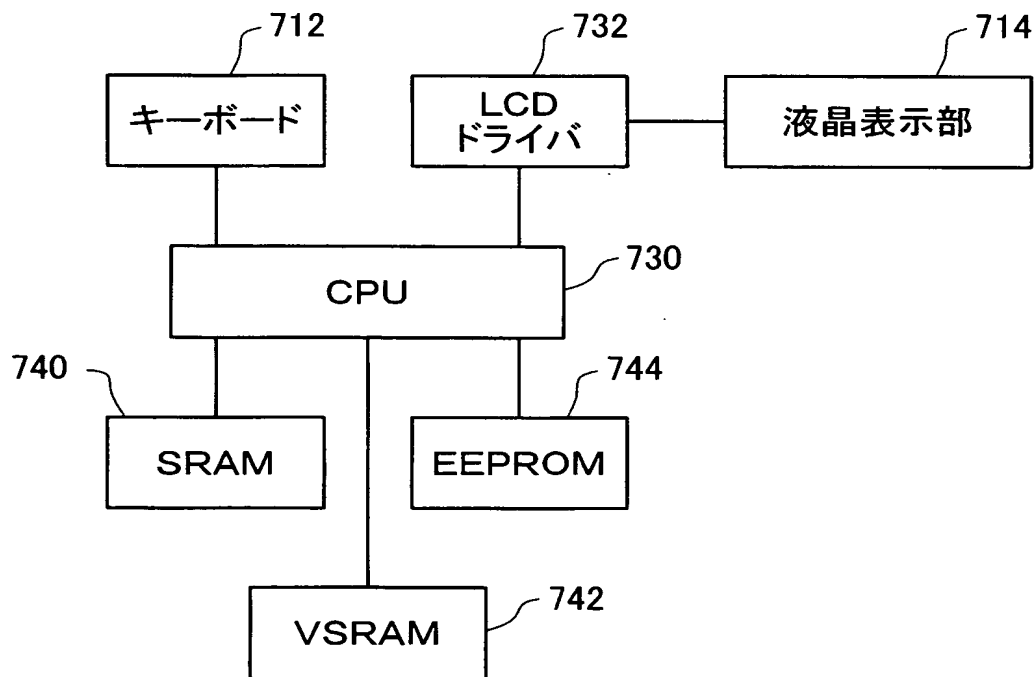 712
732
714
キーボード
LCD
ドライバ
液晶表示部
730
CPU
740
744
SRAM
EEPROM
742
VSRAM